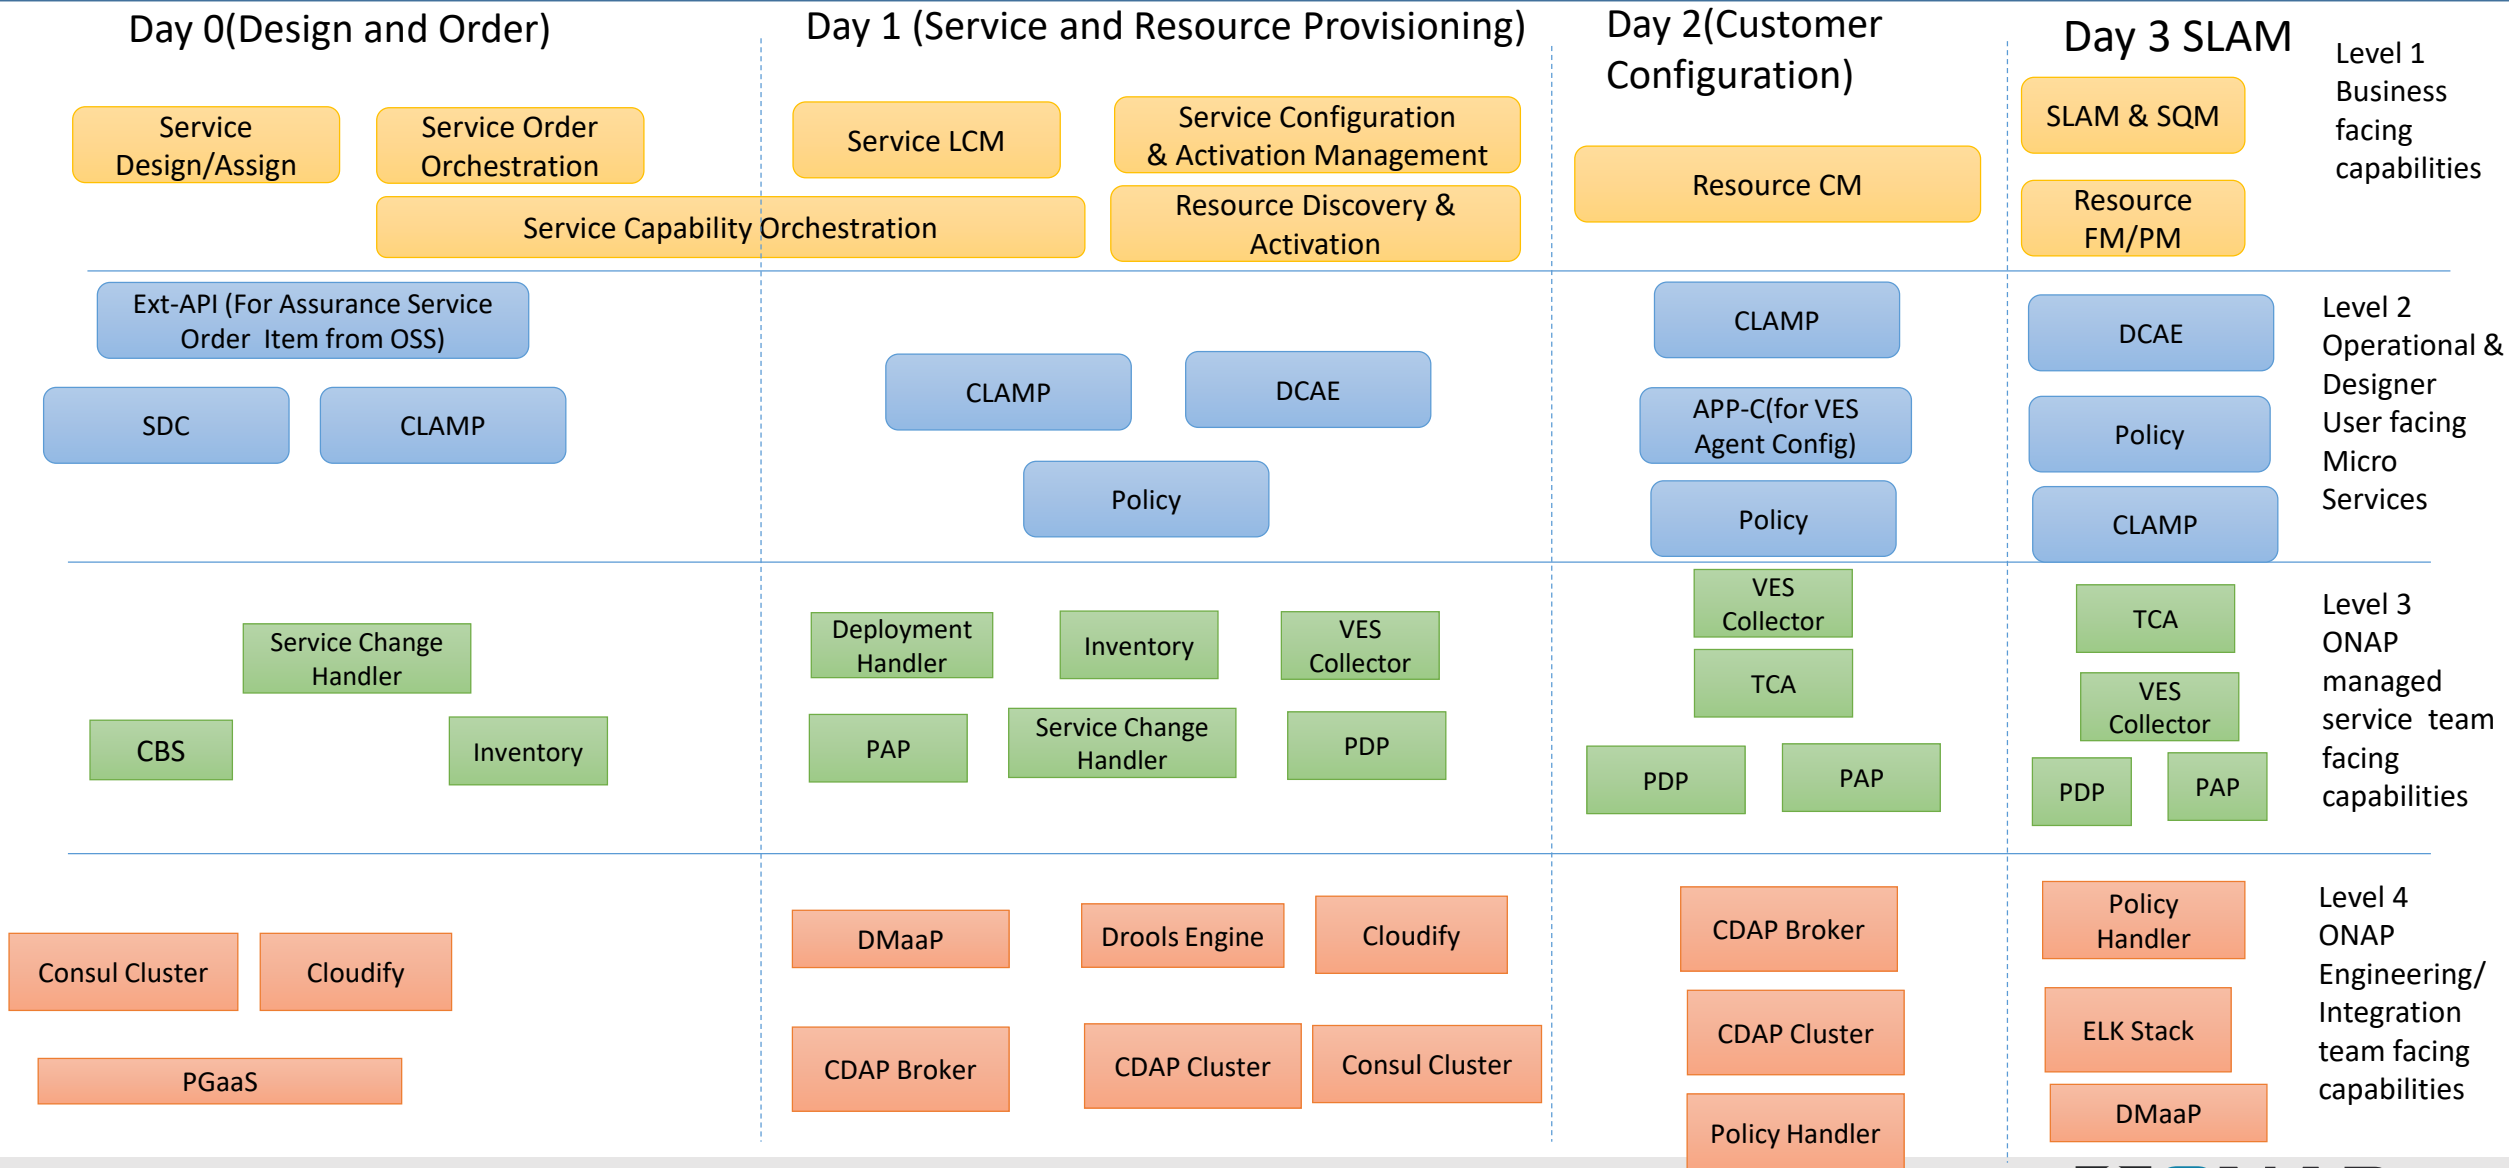 Day 0(Design and Order)
Day 1 (Service and Resource Provisioning)
Day 2(Customer
Configuration)
Day 3 SLAM
Level 1
Business
facing
capabilities
Service
Design/Assign
Service Order
Orchestration
Service Capability Orchestration
Service LCM
Service Configuration
& Activation Management
Resource Discovery &
Activation
Resource CM
SLAM & SQM
Resource
FM/PM
Ext-API (For Assurance Service
Order  Item from OSS)
SDC
CLAMP
CLAMP
DCAE
Policy
CLAMP
APP-C(for VES
Agent Config)
Policy
DCAE
Policy
CLAMP
Level 2
Operational &
Designer
User facing
Micro
Services
Service Change
Handler
CBS
Inventory
Deployment
Handler
Inventory
VES
Collector
PAP
Service Change
Handler
PDP
VES
Collector
TCA
PDP
PAP
TCA
VES
Collector
PDP
PAP
Level 3
ONAP
managed
service  team
facing
capabilities
Consul Cluster
Cloudify
PGaaS
DMaaP
Drools Engine
Cloudify
CDAP Broker
CDAP Cluster
Consul Cluster
CDAP Broker
CDAP Cluster
Policy Handler
Policy
Handler
ELK Stack
DMaaP
Level 4
ONAP
Engineering/
Integration
team facing
capabilities